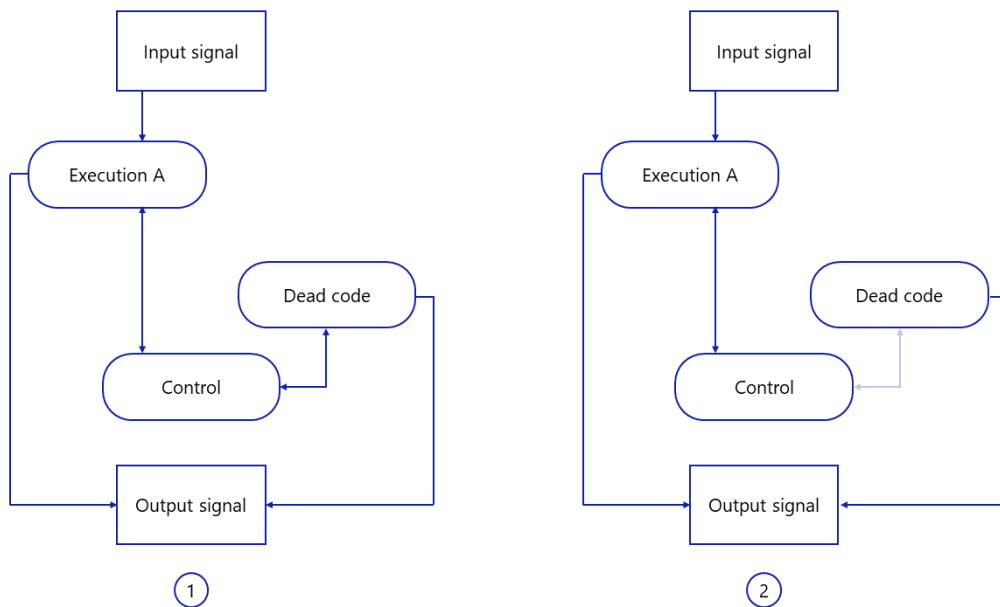 Input signal
Execution A
Dead code
Control
Output signal
1
Input signal
Execution A
Dead code
Control
Output signal
2